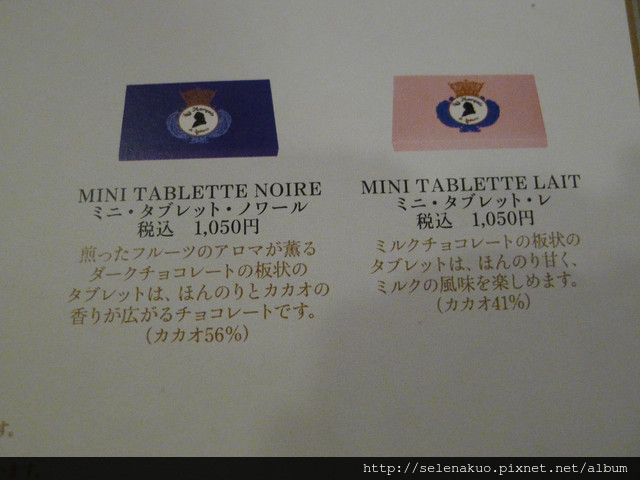 MINI TABLETTE NOIRE
ミニ・タブレット・ノワール
税込 1,050円
煎ったフルーツのアロマが薫る
ダークチョコレートの板状の
タブレットは、ほんのりとカカオの
香りが広がるチョコレートです。
(カカオ56%)
MINI TABLETTE LAIT
ミニ・タブレット・レ
税込 1,050円
ミルクチョコレートの板状の
タブレットは、ほんのり甘く、
ミルクの風味を楽しめます。
(カカオ41%)
す。
http://selenakuo.pixnet.net/album